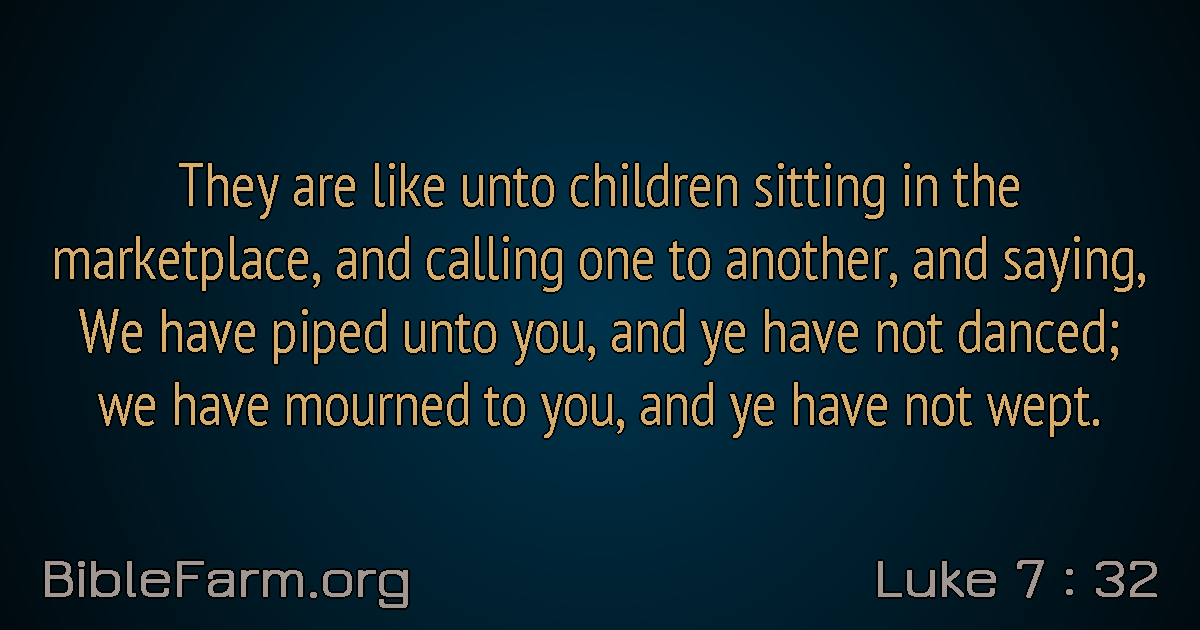 They are like unto children sitting in the
marketplace, and calling one to another, and saying,
We have piped unto you, and ye have not danced;
we have mourned to you, and ye have not wept.
BibleFarm.org
Luke 7 : 32